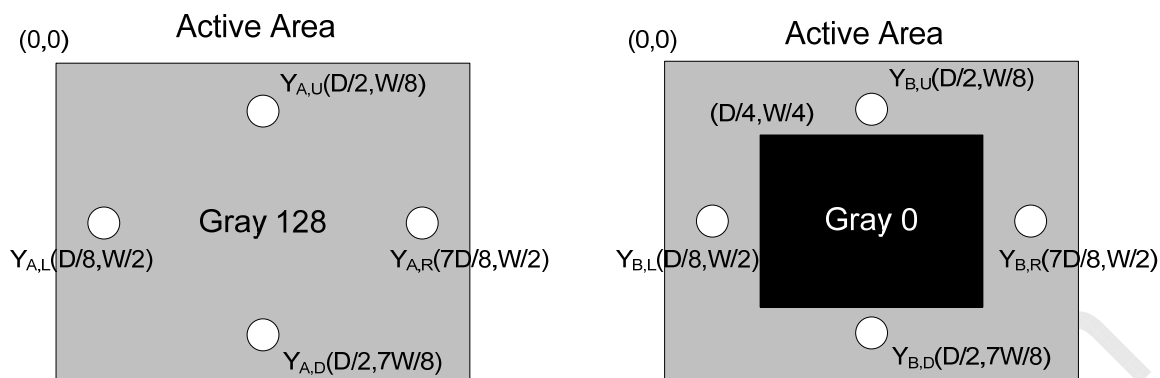 Active Area
(0,0)
Y_A,U(D/2,W/8)
Gray 128
Y_A,L(D/8,W/2)
Y_A,R(7D/8,W/2)
Y_A,D(D/2,7W/8)
Active Area
(0,0)
Y_B,U(D/2,W/8)
(D/4,W/4)
Gray 0
Y_B,L(D/8,W/2)
Y_B,R(7D/8,W/2)
Y_B,D(D/2,7W/8)